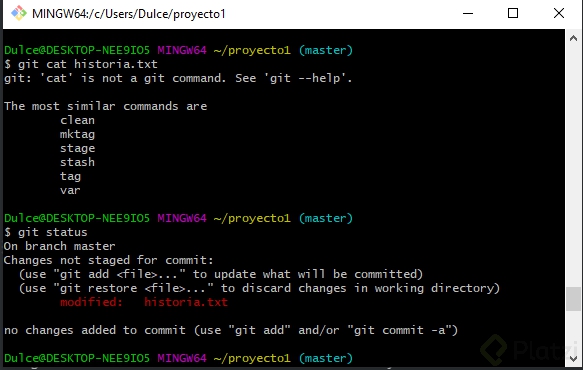 MINGW64:/c/Users/Dulce/proyecto1
Dulce@DESKTOP-NEE9IO5 MINGW64 ~/proyecto1 (master)
$ git cat historia.txt
git: 'cat' is not a git command. See 'git --help'.
The most similar commands are
clean
mktag
stage
stash
tag
var
Dulce@DESKTOP-NEE9IO5 MINGW64 ~/proyecto1 (master)
$ git status
On branch master
Changes not staged for commit:
(use "git add <file>..." to update what will be committed)
(use "git restore <file>..." to discard changes in working directory)
modified: historia.txt
no changes added to commit (use "git add" and/or "git commit -a")
Platzi
Dulce@DESKTOP-NEE9IO5 MINGW64 ~/proyecto1 (master)